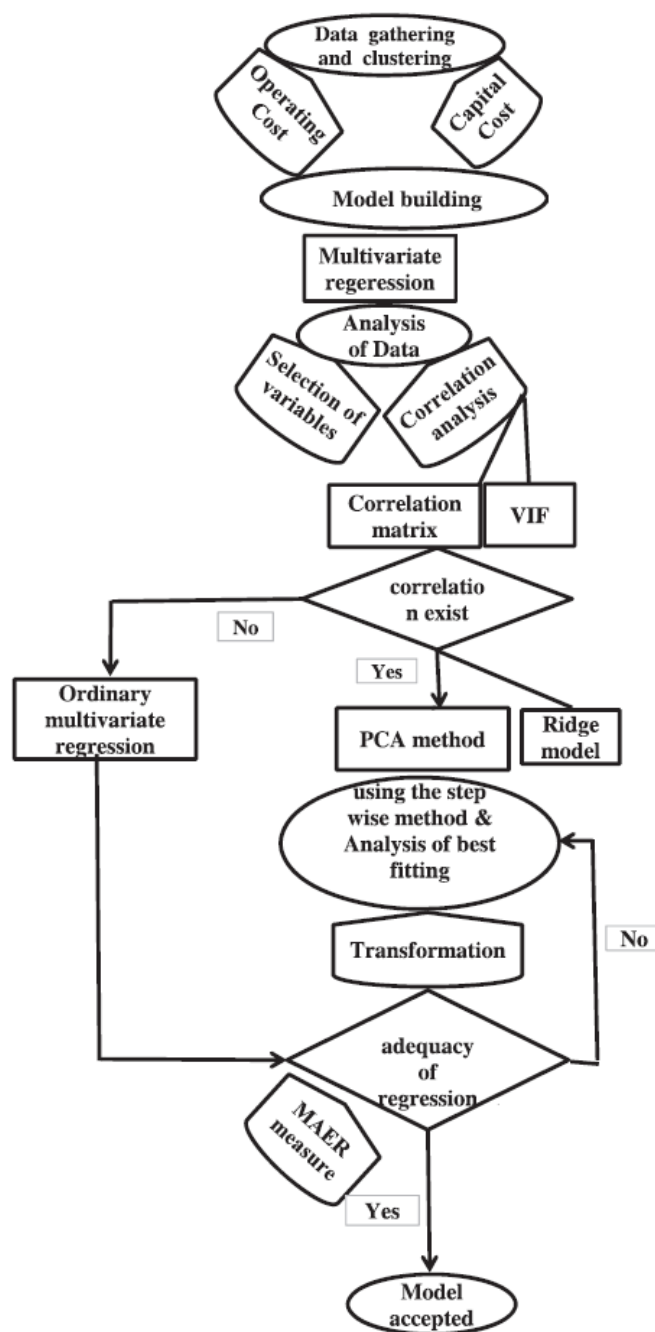 Data gathering
and clustering
Operating
Cost
Capital
Cost
Model building
Multivariate
regeression
Analysis
of Data
Selection of
variables
Correlation
analysis
Correlation
matrix
VIF
correlatio
n exist
No
Yes
Ordinary
multivariate
regression
PCA method
Ridge
model
using the step
wise method &
Analysis of best
fitting
No
Transformation
adequacy
of
regression
MAER
measure
Yes
Model
accepted